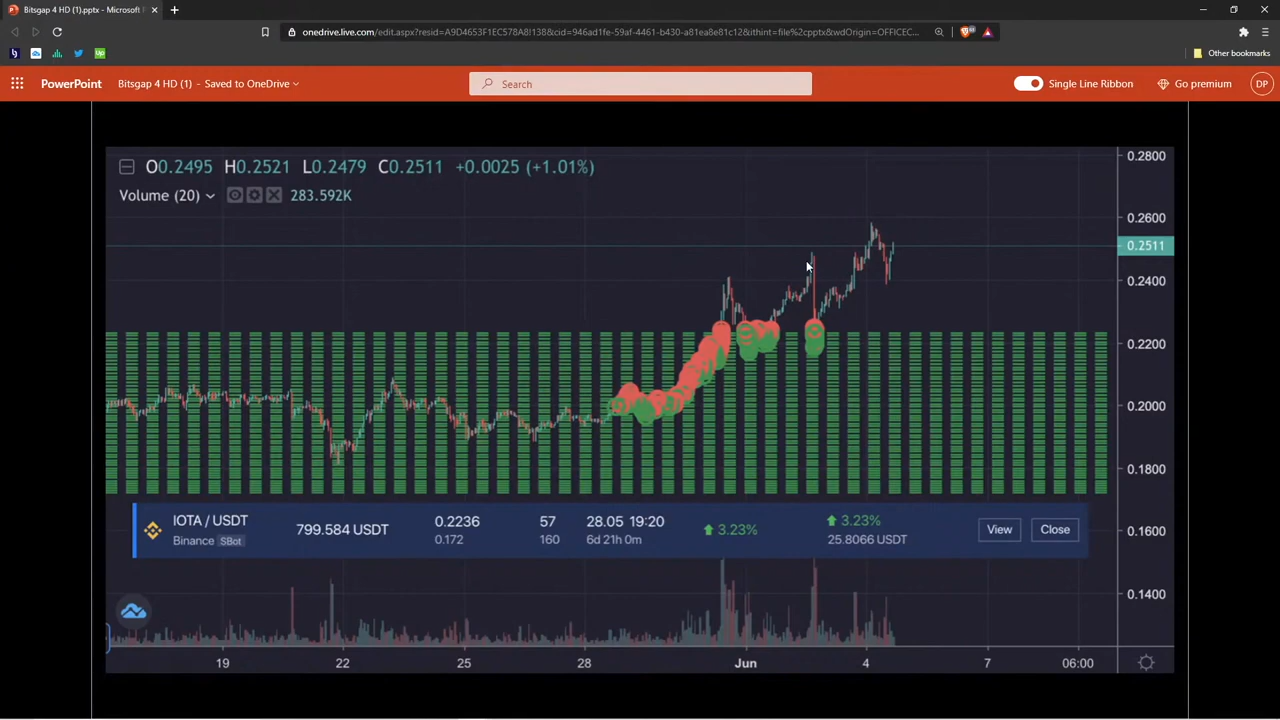 Bitsgap 4 HD (1).pptx - Microsoft P
onedrive.live.com/edit.aspx?resid=A9D4653F1EC578A8!138&cid=946ad1fe-59af-4461-b430-a81ea8e81c12&ithint=file%2cpptx&wdOrigin=OFFICEC...
Other bookmarks
PowerPoint
Bitsgap 4 HD (1) - Saved to OneDrive
Search
Single Line Ribbon
Go premium
DP
O0.2495 H0.2521 L0.2479 C0.2511 +0.0025 (+1.01%)
Volume (20) 283.592K
0.2800
0.2600
0.2511
0.2400
0.2200
0.2000
0.1800
0.1600
0.1400
IOTA / USDT 799.584 USDT 0.2236 57 28.05 19:20 3.23% 3.23% View Close
Binance SBot 0.172 160 6d 21h 0m 25.8066 USDT
19 22 25 28 Jun 4 7 06:00